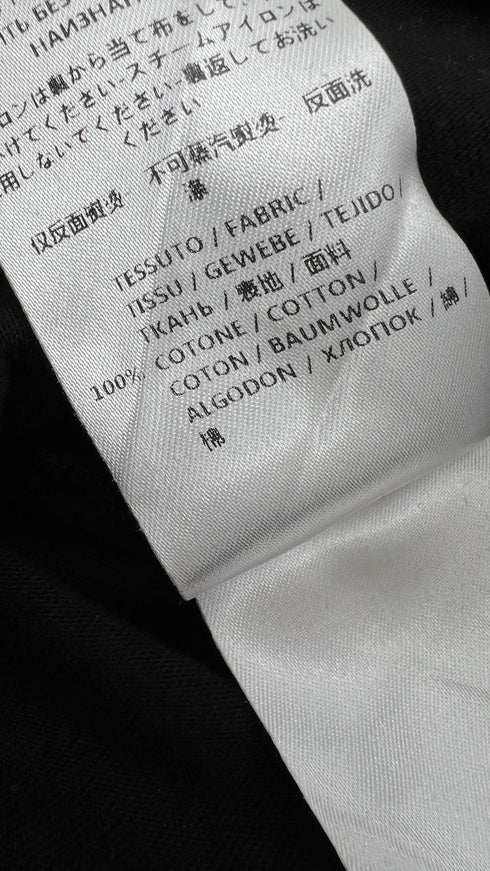 ТЬ БЕЗ
НАИЗНАН
ロンは裏から当て布をして、
けてください-スチームアイロンは
用しないでください-裏返してお洗い
ください
仅反面熨烫- 不可蒸汽熨烫- 反面洗
涤
TESSUTO / FABRIC /
TISSU / GEWEBE / TEJIDO /
ТКАНЬ / 表地 / 面料
100% COTONE / COTTON /
COTON / BAUMWOLLE /
ALGODON / ХЛОПОК / 綿 /
棉